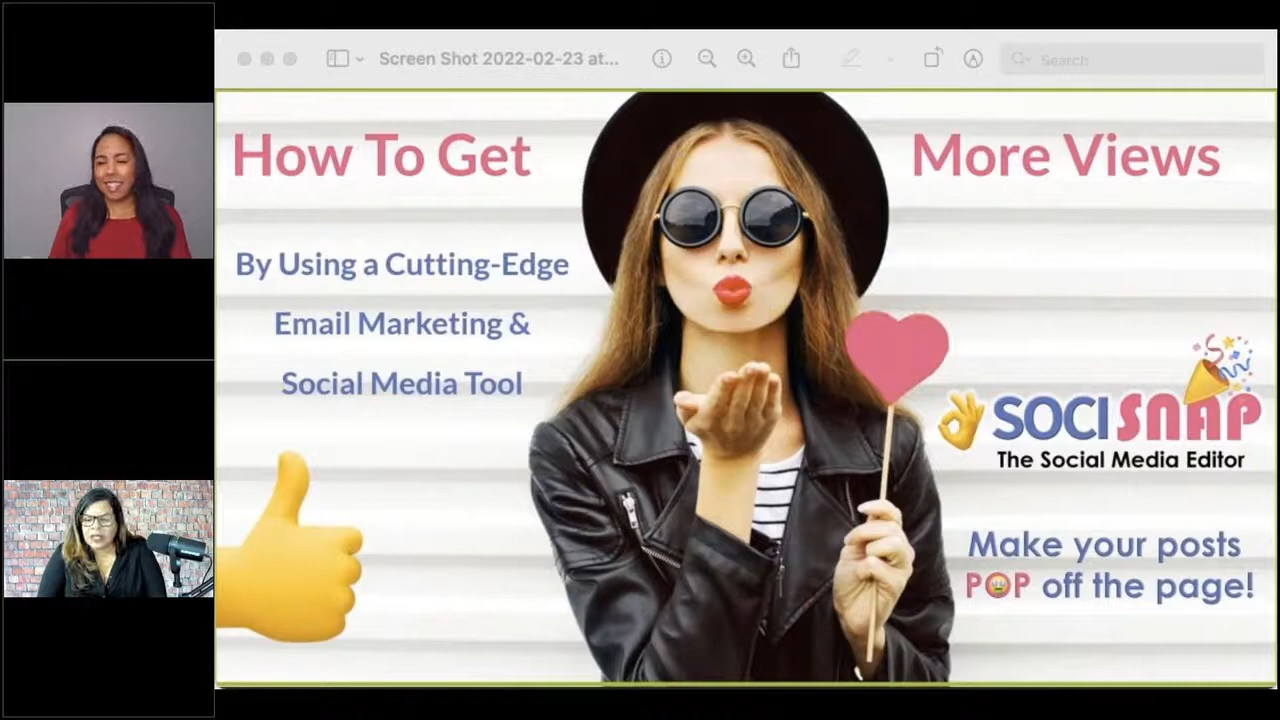 Screen Shot 2022-02-23 at...
Search
How To Get
More Views
By Using a Cutting-Edge
Email Marketing &
Social Media Tool
SOCISNAP
The Social Media Editor
Make your posts
POP off the page!